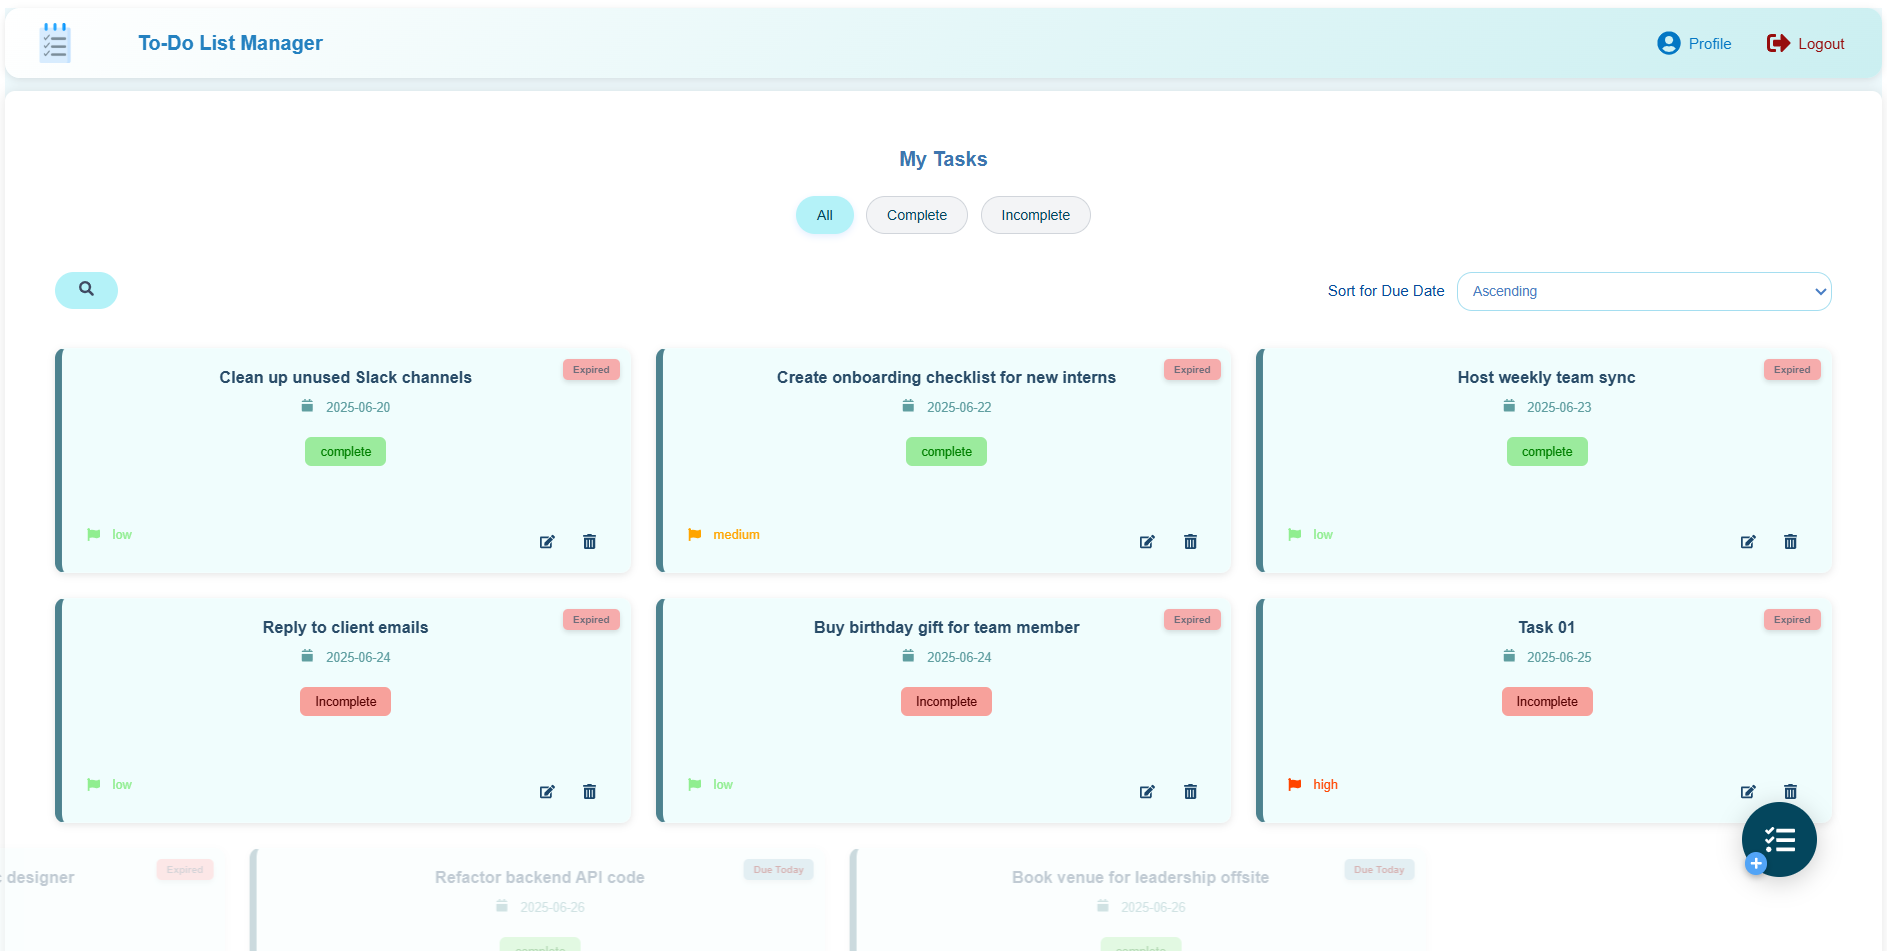 To-Do List Manager
Profile
Logout
My Tasks
All
Complete
Incomplete
Sort for Due Date
Ascending
Clean up unused Slack channels
Expired
2025-06-20
complete
low
Create onboarding checklist for new interns
Expired
2025-06-22
complete
medium
Host weekly team sync
Expired
2025-06-23
complete
low
Reply to client emails
Expired
2025-06-24
Incomplete
low
Buy birthday gift for team member
Expired
2025-06-24
Incomplete
low
Task 01
Expired
2025-06-25
Incomplete
high
designer
Expired
Refactor backend API code
Due Today
2025-06-26
complete
Book venue for leadership offsite
Due Today
2025-06-26
complete